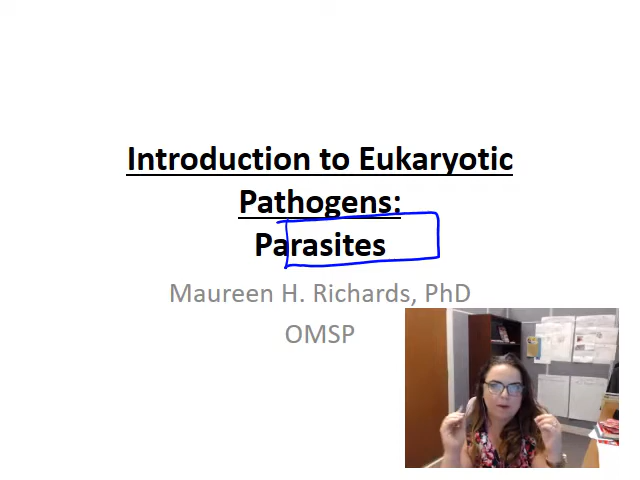 Introduction to Eukaryotic
Pathogens:
Parasites
Maureen H. Richards, PhD
OMSP